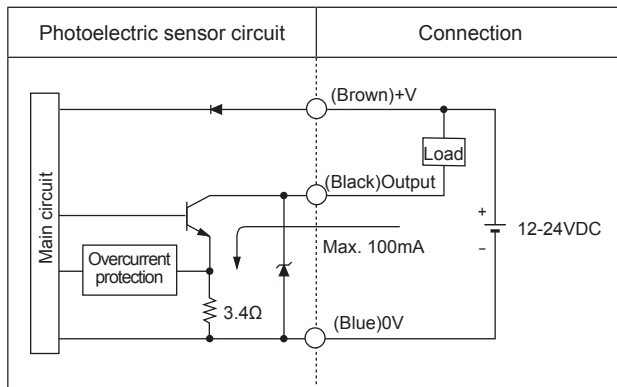 Photoelectric sensor circuit
Connection
(Brown)+V
Load
(Black)Output
Main circuit
+
12-24VDC
−
Max. 100mA
Overcurrent
protection
3.4Ω
(Blue)0V